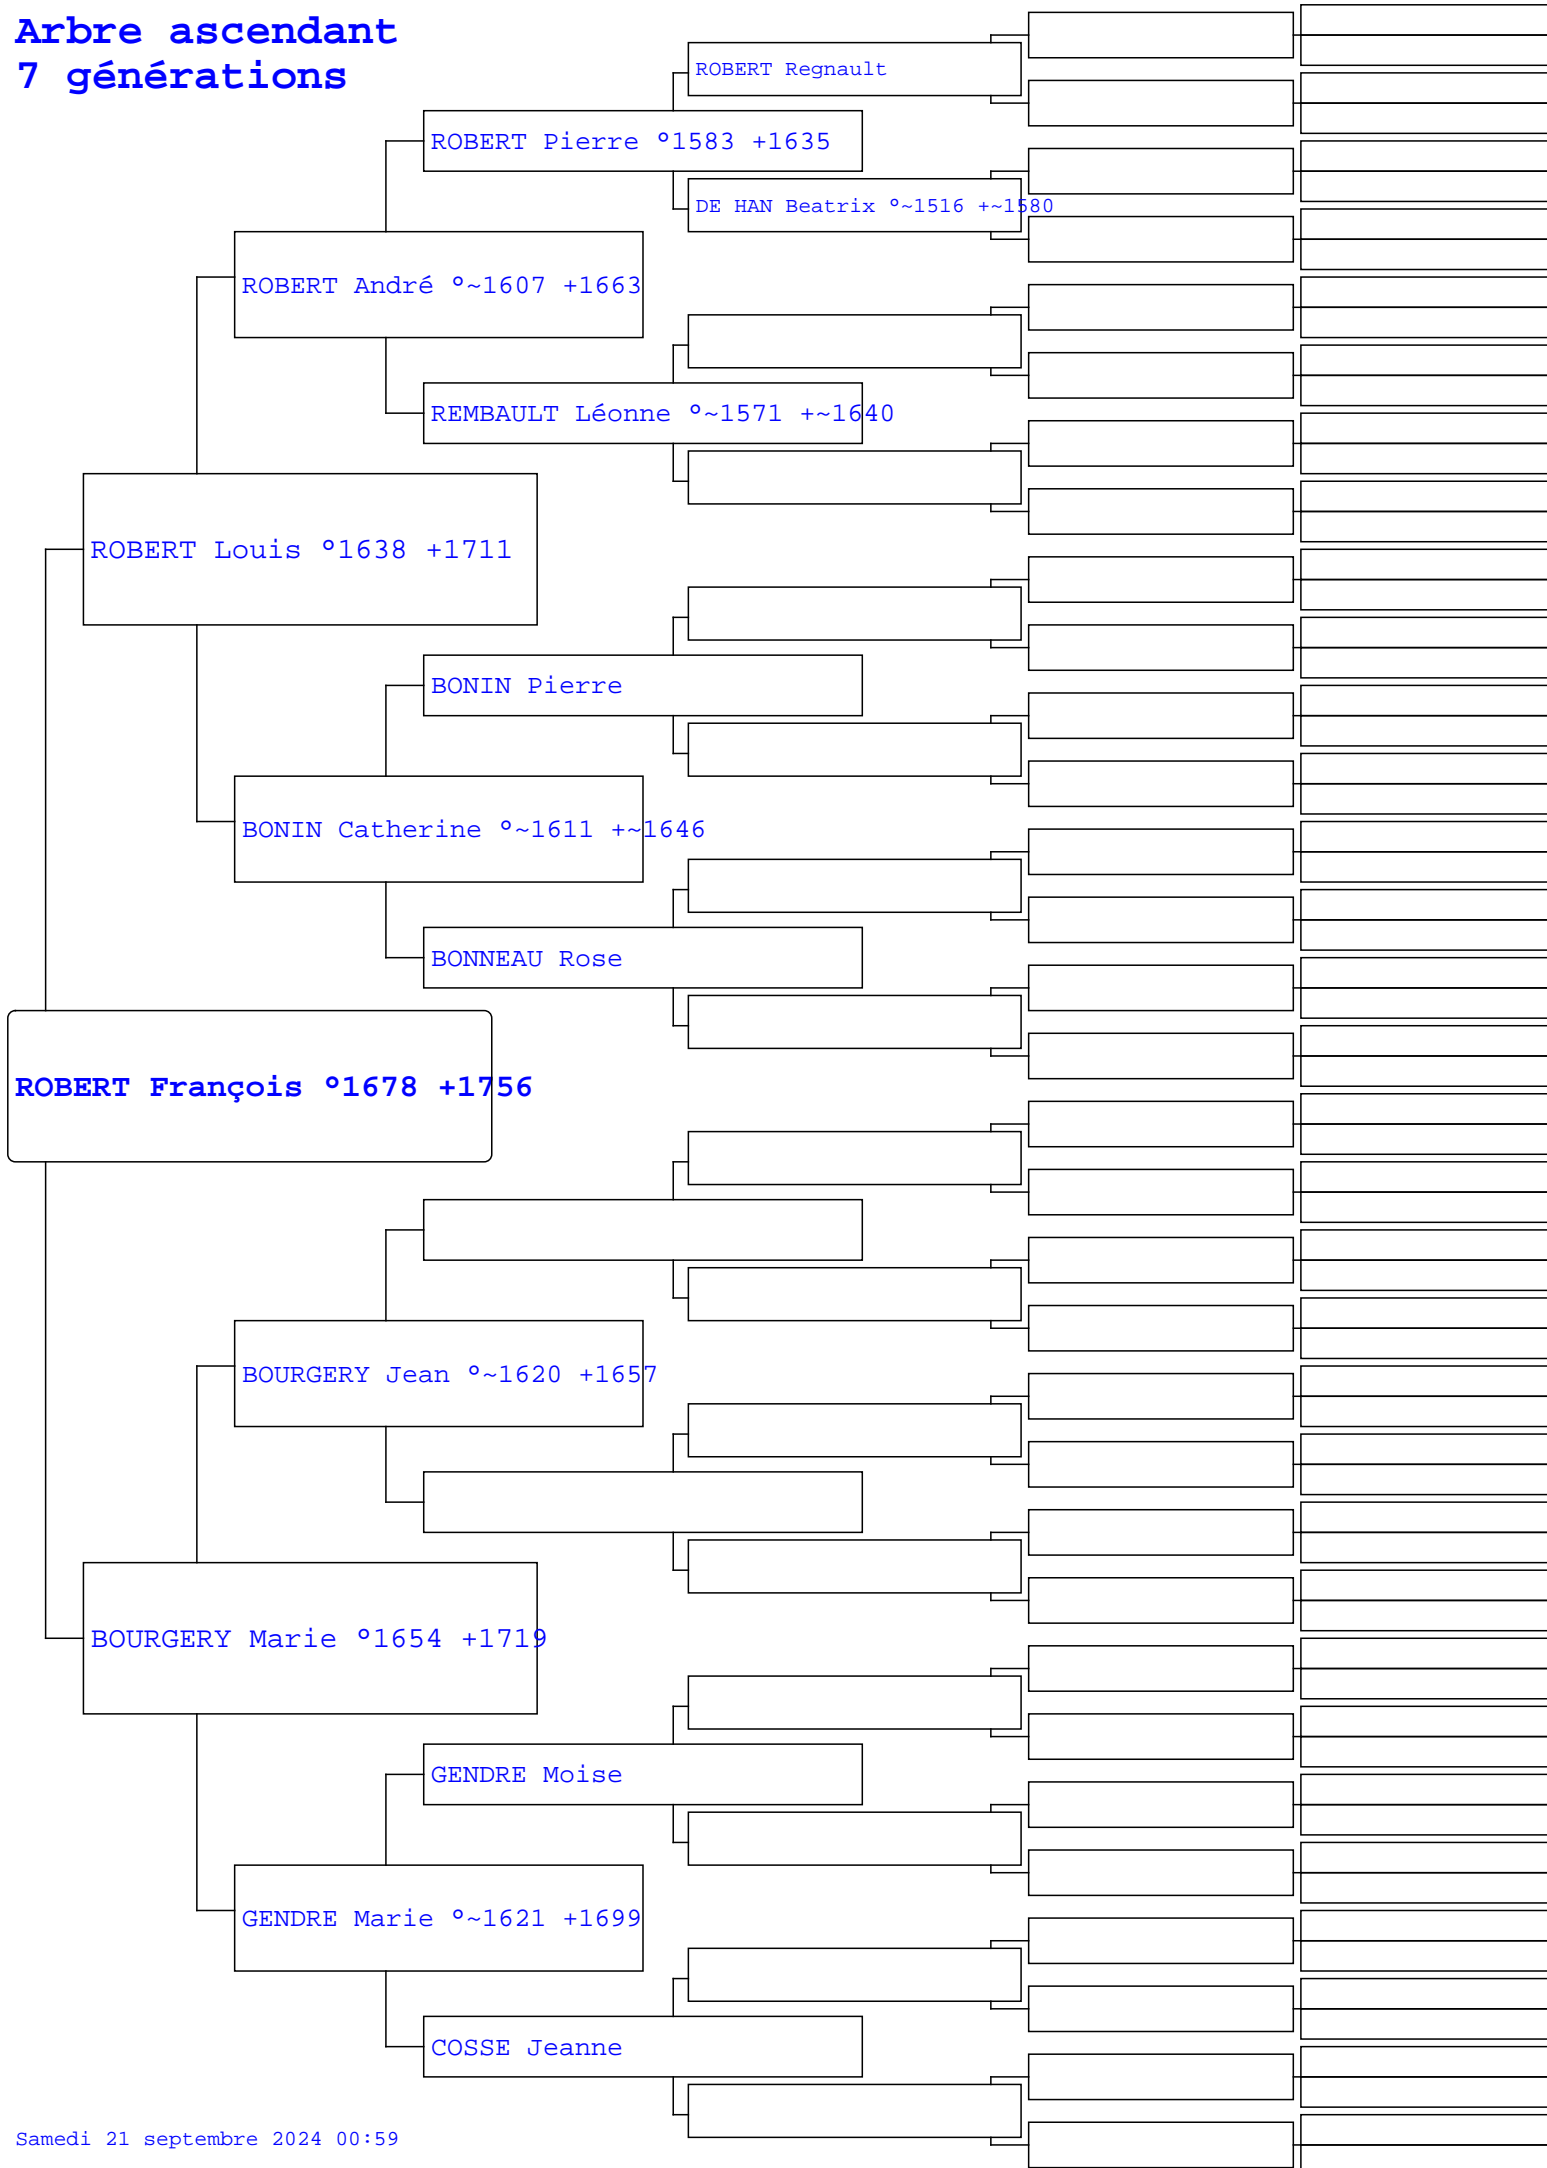 Arbre ascendant
7 générations
ROBERT Regnault
ROBERT Pierre °1583 +1635
DE HAN Beatrix °~1516 +~1580
ROBERT André °~1607 +1663
REMBAULT Léonne °~1571 +~1640
ROBERT Louis °1638 +1711
BONIN Pierre
BONIN Catherine °~1611 +~1646
BONNEAU Rose
ROBERT François °1678 +1756
BOURGERY Jean °~1620 +1657
BOURGERY Marie °1654 +1719
GENDRE Moise
GENDRE Marie °~1621 +1699
COSSE Jeanne
Samedi 21 septembre 2024 00:59